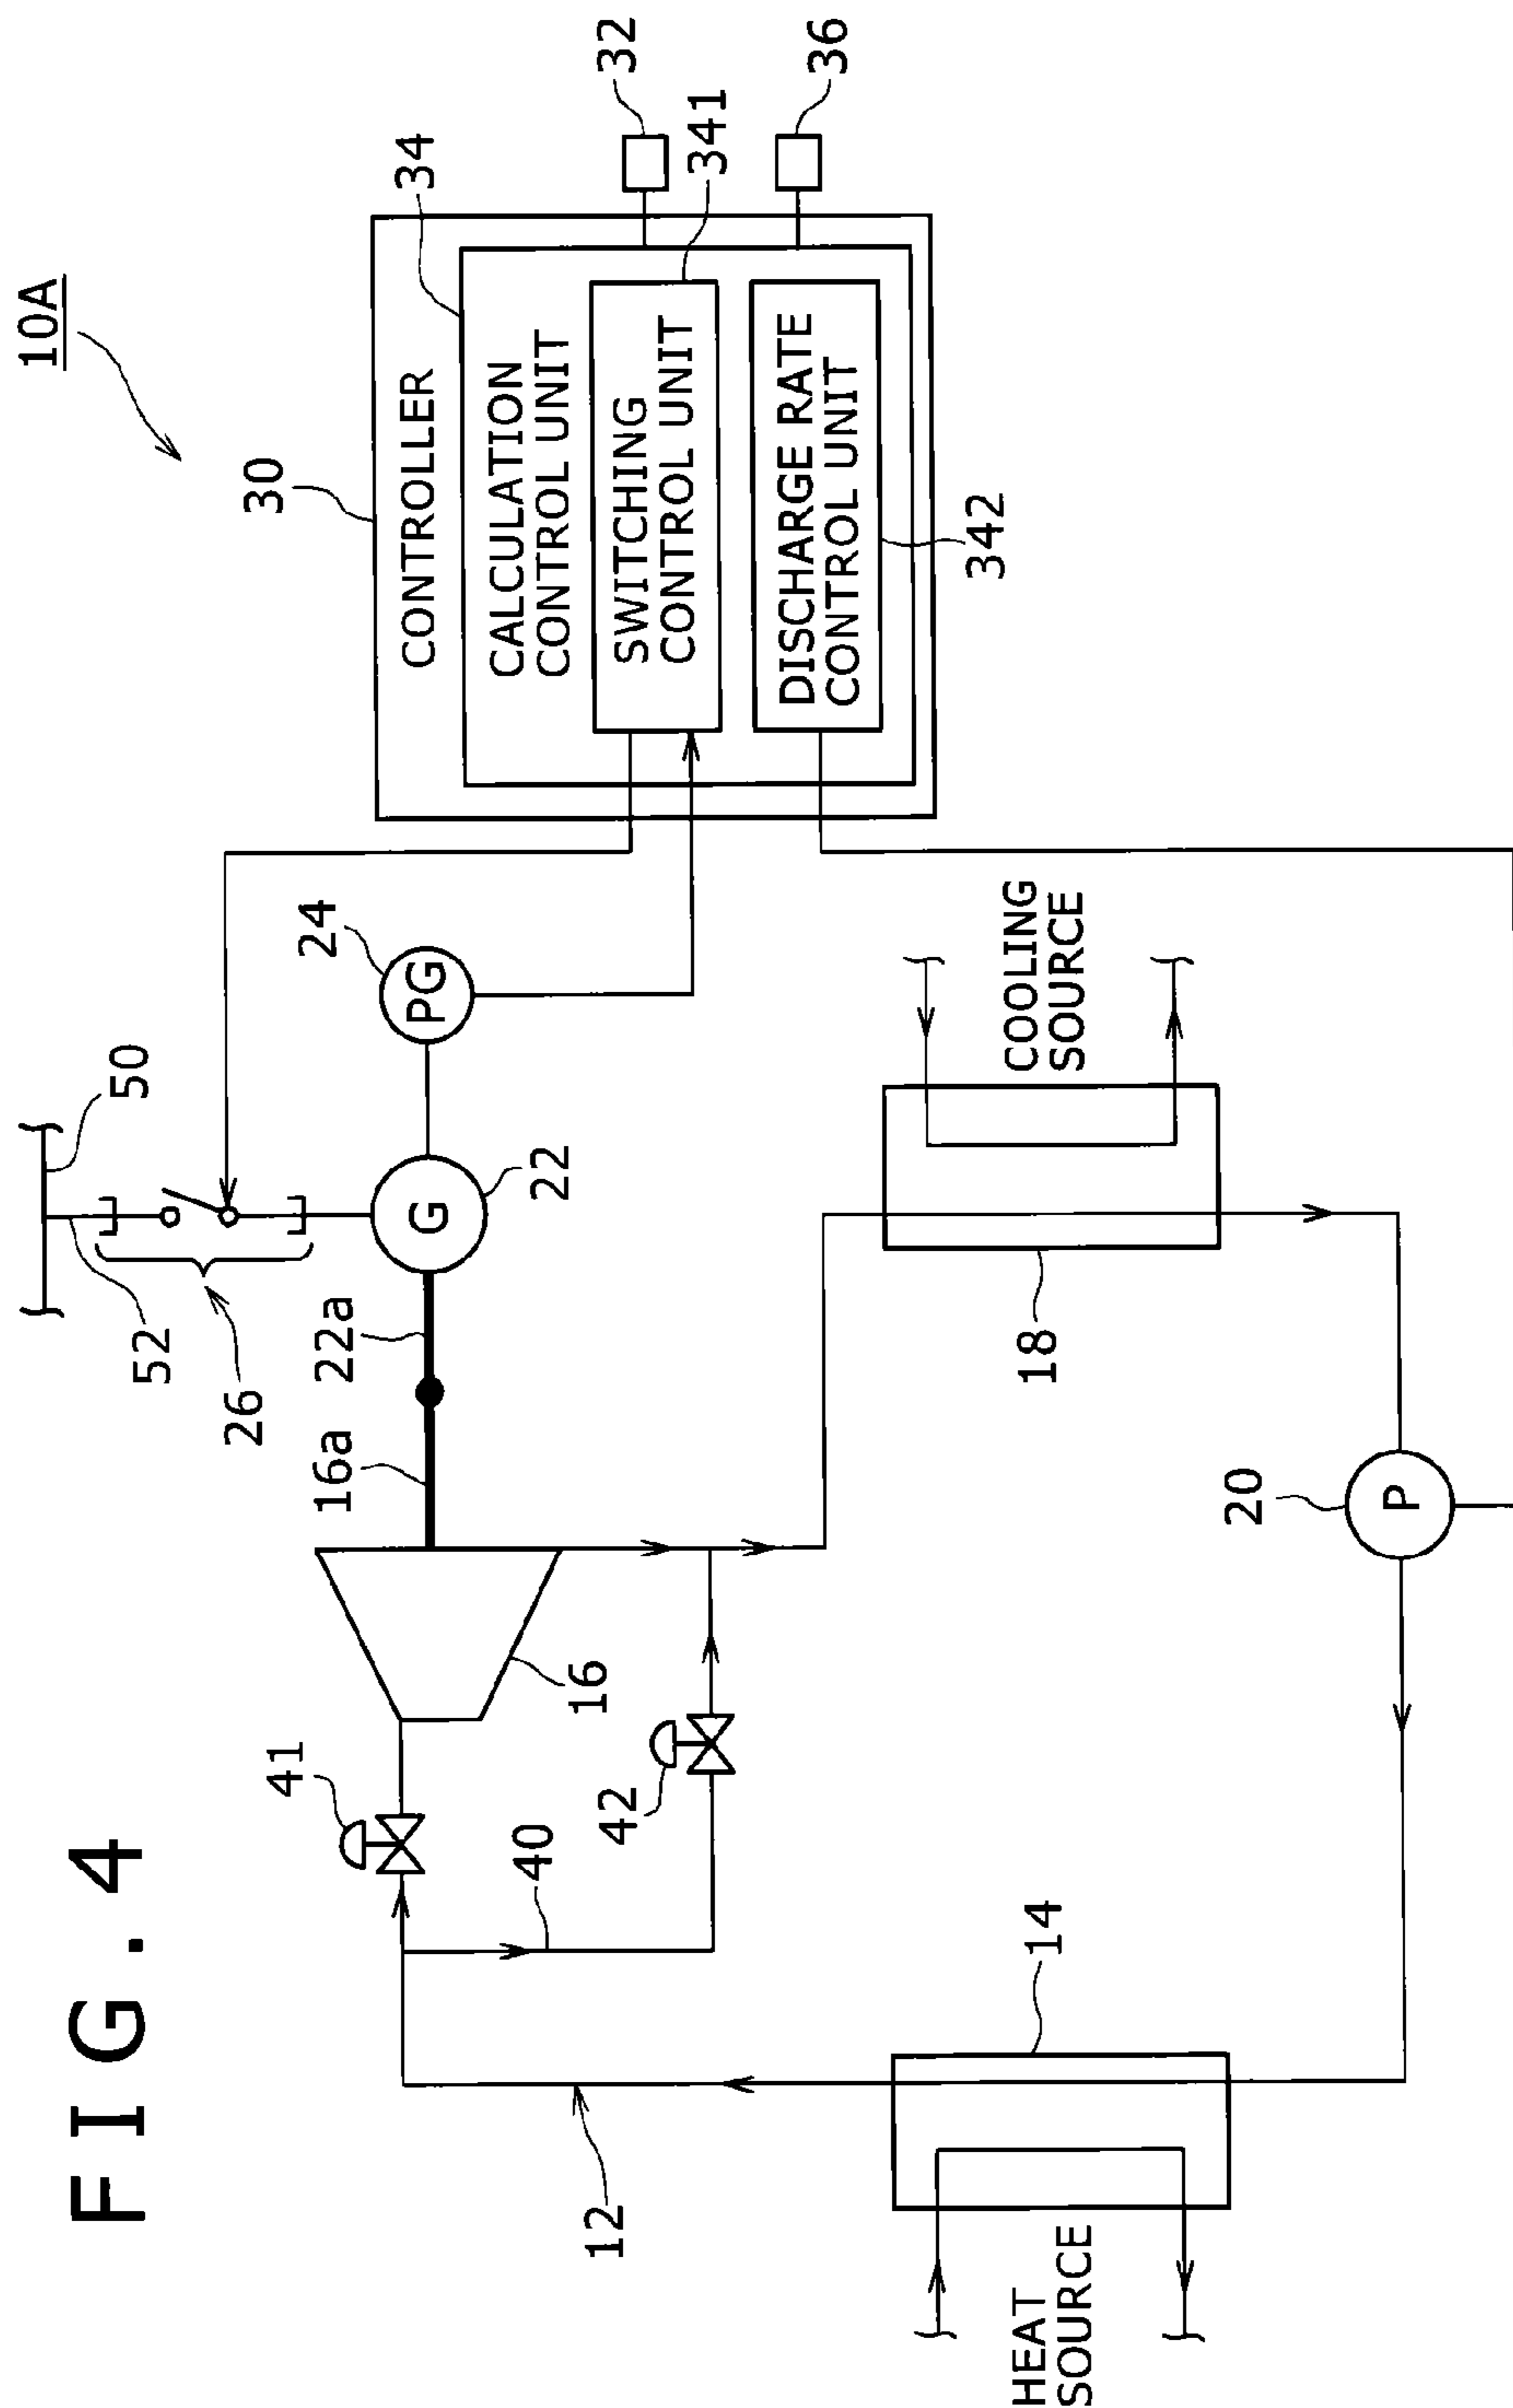 FIG.4
10A
30
34
32
CONTROLLER
CALCULATION
CONTROL UNIT
SWITCHING
CONTROL UNIT
341
36
DISCHARGE RATE
CONTROL UNIT
342
50
52
26
24
PG
G
22
22a
16a
16
41
42
40
12
14
HEAT
SOURCE
COOLING
SOURCE
18
20
P